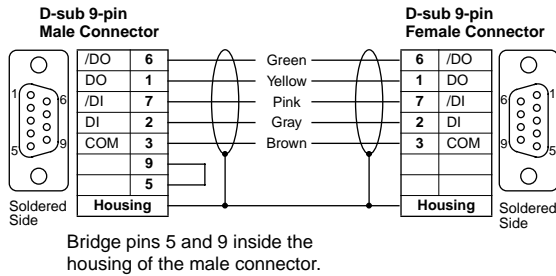 D-sub 9-pin
Male Connector
D-sub 9-pin
Female Connector
/DO 6 Green 6 /DO
DO 1 Yellow 1 DO
/DI 7 Pink 7 /DI
DI 2 Gray 2 DI
COM 3 Brown 3 COM
9
5
Housing
Housing
1
6
5
9
Soldered
Side
6
1
9
5
Soldered
Side
Bridge pins 5 and 9 inside the
housing of the male connector.